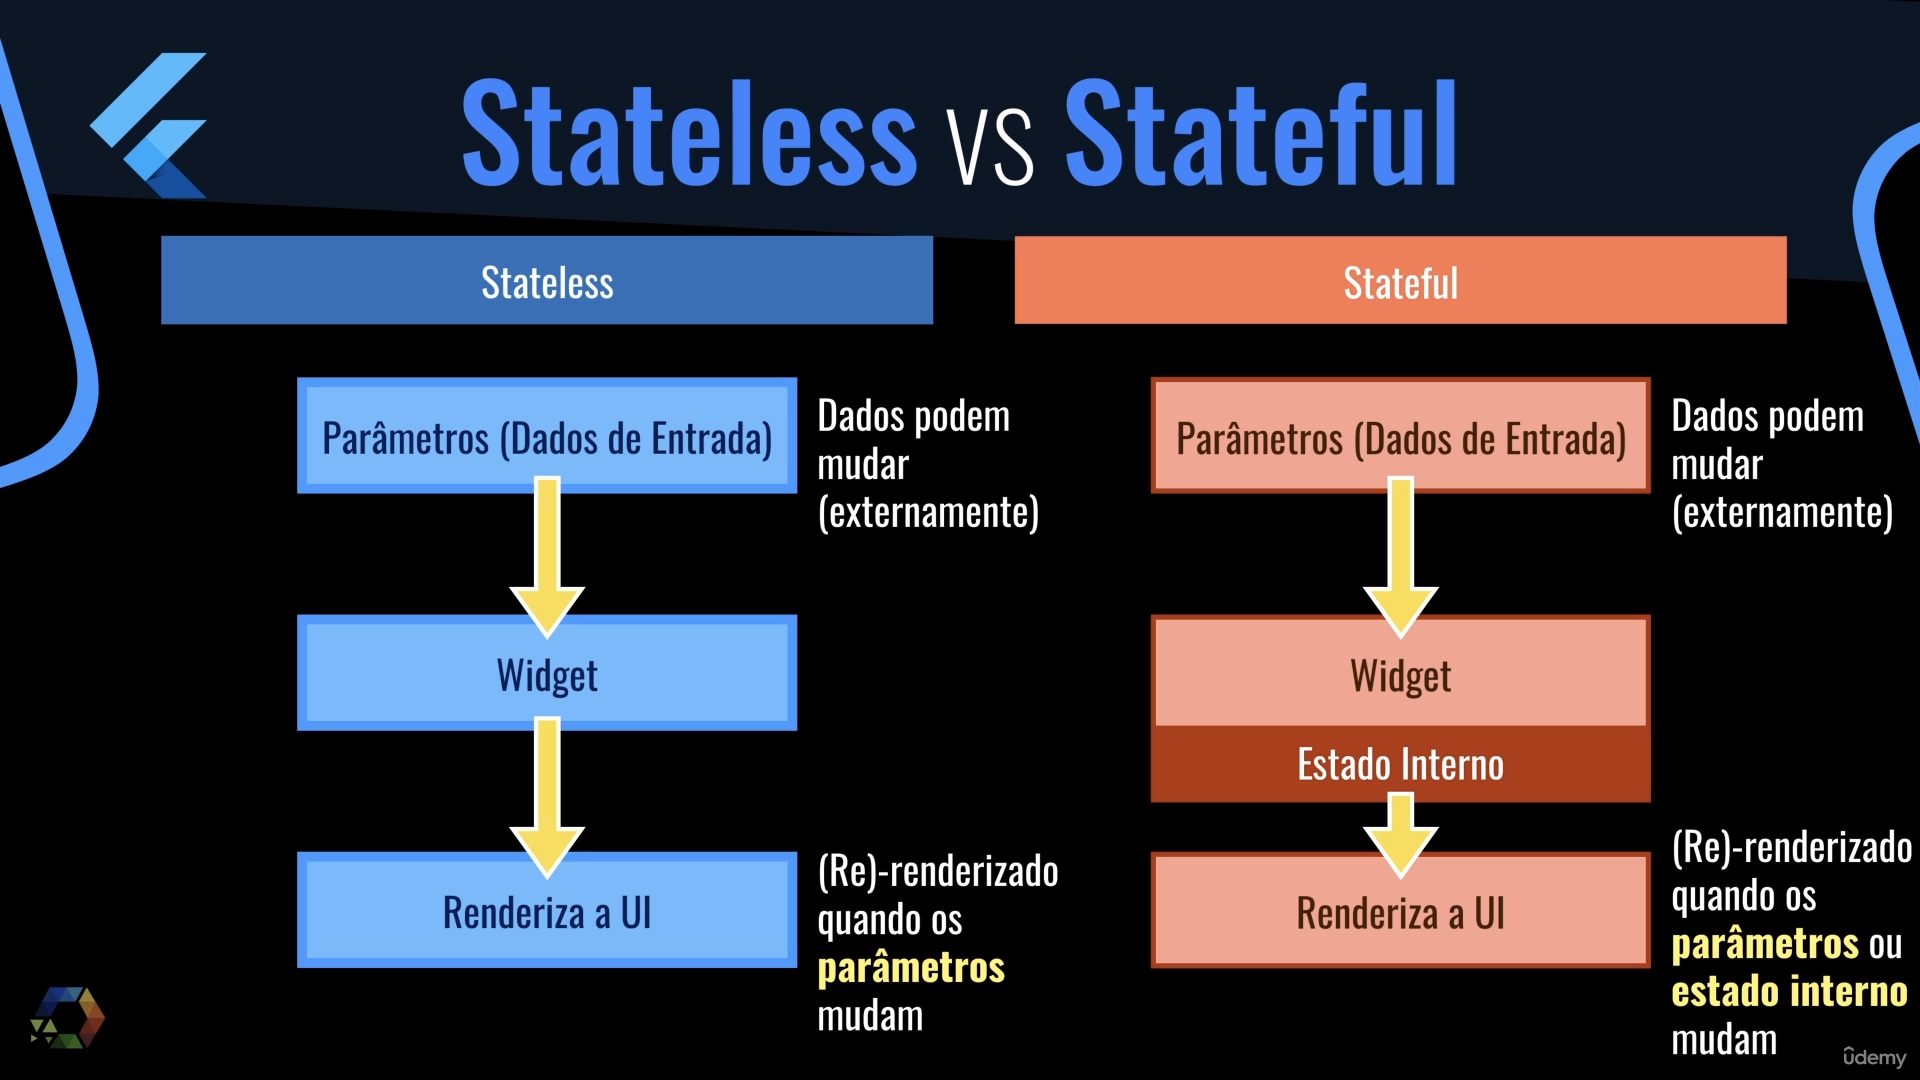 Stateless vs Stateful
Stateless
Parâmetros (Dados de Entrada)
Dados podem
mudar
(externamente)
Widget
Renderiza a UI
(Re)-renderizado
quando os
parâmetros
mudam
Stateful
Parâmetros (Dados de Entrada)
Dados podem
mudar
(externamente)
Widget
Estado Interno
Renderiza a UI
(Re)-renderizado
quando os
parâmetros ou
estado interno
mudam
ûdemy